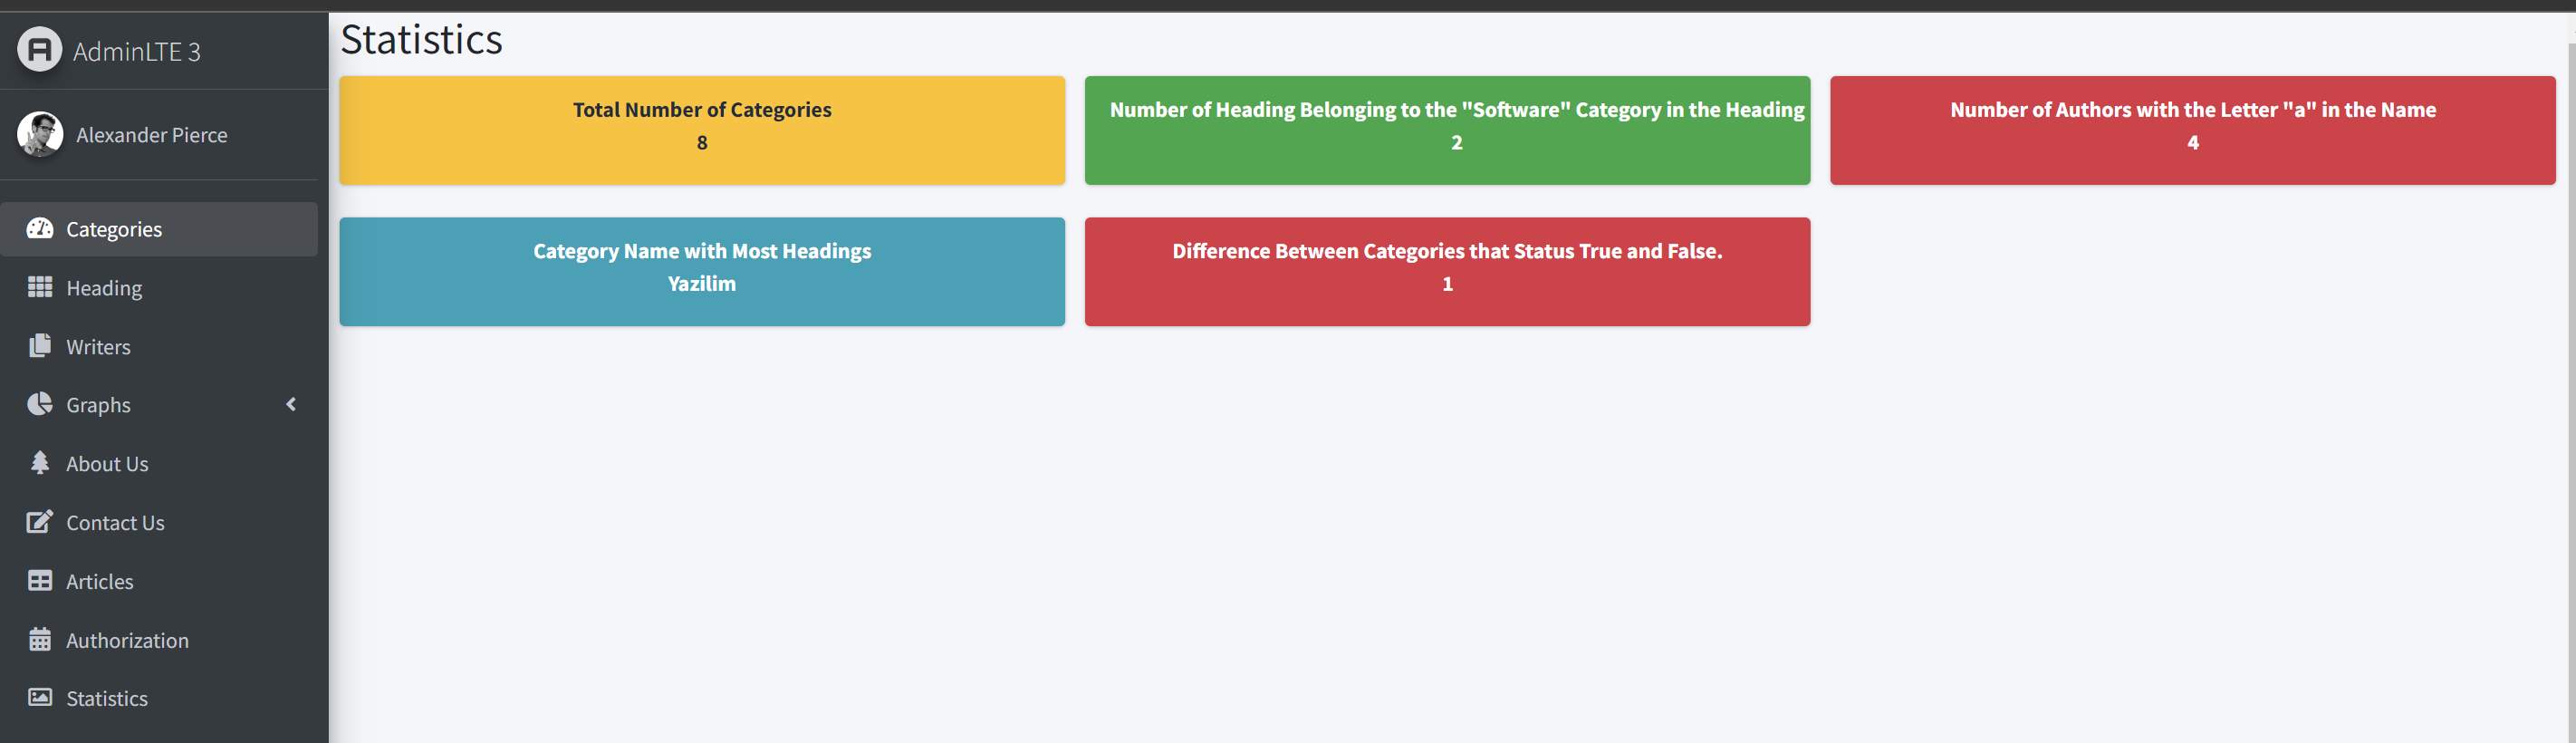 AdminLTE 3
Alexander Pierce
Categories
Heading
Writers
Graphs
About Us
Contact Us
Articles
Authorization
Statistics
Statistics
Total Number of Categories
8
Number of Heading Belonging to the "Software" Category in the Heading
2
Number of Authors with the Letter "a" in the Name
4
Category Name with Most Headings
Yazilim
Difference Between Categories that Status True and False.
1